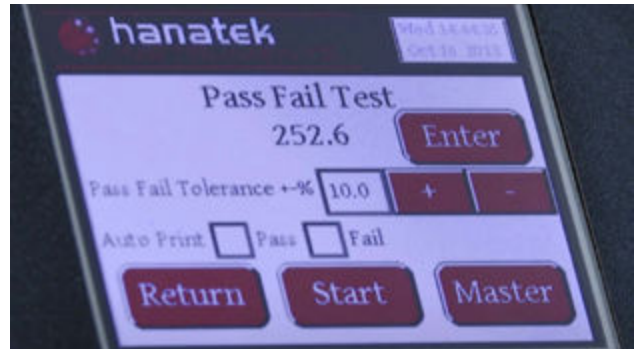 hanatek
Pass Fail Test
252.6 Enter
Pass Fail Tolerance +-% 10.0 + -
Auto Print Pass Fail
Return Start Master